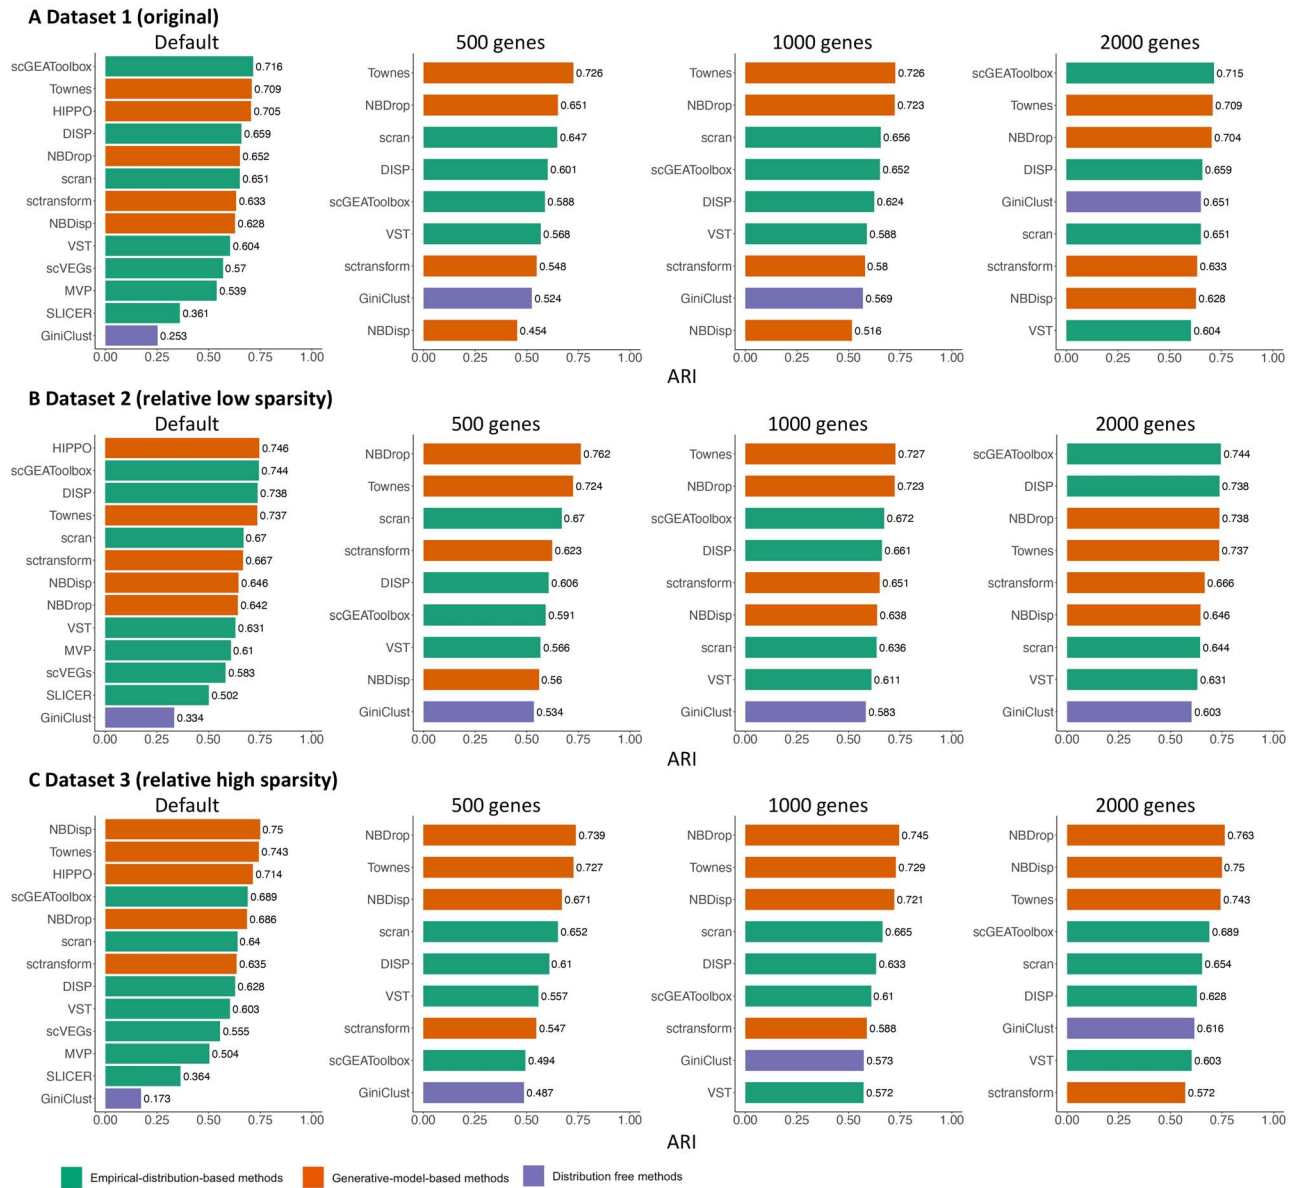 A Dataset 1 (original)
Default
scGEAToolbox 0.716
Townes 0.709
HIPPO 0.705
DISP 0.659
NBDrop 0.652
scran 0.651
sctransform 0.633
NBDisp 0.628
VST 0.604
scVEGs 0.57
MVP 0.539
SLICER 0.361
GiniClust 0.253
0.00 0.25 0.50 0.75 1.00
500 genes
Townes 0.726
NBDrop 0.651
scran 0.647
DISP 0.601
scGEAToolbox 0.588
VST 0.568
sctransform 0.548
GiniClust 0.524
NBDisp 0.454
0.00 0.25 0.50 0.75 1.00
1000 genes
Townes 0.726
NBDrop 0.723
scran 0.656
scGEAToolbox 0.652
DISP 0.624
VST 0.588
sctransform 0.58
GiniClust 0.569
NBDisp 0.516
0.00 0.25 0.50 0.75 1.00
2000 genes
scGEAToolbox 0.715
Townes 0.709
NBDrop 0.704
DISP 0.659
GiniClust 0.651
scran 0.651
sctransform 0.633
NBDisp 0.628
VST 0.604
0.00 0.25 0.50 0.75 1.00
ARI
B Dataset 2 (relative low sparsity)
Default
HIPPO 0.746
scGEAToolbox 0.744
DISP 0.738
Townes 0.737
scran 0.67
sctransform 0.667
NBDisp 0.646
NBDrop 0.642
VST 0.631
MVP 0.61
scVEGs 0.583
SLICER 0.502
GiniClust 0.334
0.00 0.25 0.50 0.75 1.00
500 genes
NBDrop 0.762
Townes 0.724
scran 0.67
sctransform 0.623
DISP 0.606
scGEAToolbox 0.591
VST 0.566
NBDisp 0.56
GiniClust 0.534
0.00 0.25 0.50 0.75 1.00
1000 genes
Townes 0.727
NBDrop 0.723
scGEAToolbox 0.672
DISP 0.661
sctransform 0.651
NBDisp 0.638
scran 0.636
VST 0.611
GiniClust 0.583
0.00 0.25 0.50 0.75 1.00
2000 genes
scGEAToolbox 0.744
DISP 0.738
NBDrop 0.738
Townes 0.737
sctransform 0.666
NBDisp 0.646
scran 0.644
VST 0.631
GiniClust 0.603
0.00 0.25 0.50 0.75 1.00
ARI
C Dataset 3 (relative high sparsity)
Default
NBDisp 0.75
Townes 0.743
HIPPO 0.714
scGEAToolbox 0.689
NBDrop 0.686
scran 0.64
sctransform 0.635
DISP 0.628
VST 0.603
scVEGs 0.555
MVP 0.504
SLICER 0.364
GiniClust 0.173
0.00 0.25 0.50 0.75 1.00
500 genes
NBDrop 0.739
Townes 0.727
NBDisp 0.671
scran 0.652
DISP 0.61
VST 0.557
sctransform 0.547
scGEAToolbox 0.494
GiniClust 0.487
0.00 0.25 0.50 0.75 1.00
1000 genes
NBDrop 0.745
Townes 0.729
NBDisp 0.721
scran 0.665
DISP 0.633
scGEAToolbox 0.61
sctransform 0.588
GiniClust 0.573
VST 0.572
0.00 0.25 0.50 0.75 1.00
2000 genes
NBDrop 0.763
NBDisp 0.75
Townes 0.743
scGEAToolbox 0.689
scran 0.654
DISP 0.628
GiniClust 0.616
VST 0.603
sctransform 0.572
0.00 0.25 0.50 0.75 1.00
ARI
Empirical-distribution-based methods Generative-model-based methods Distribution free methods